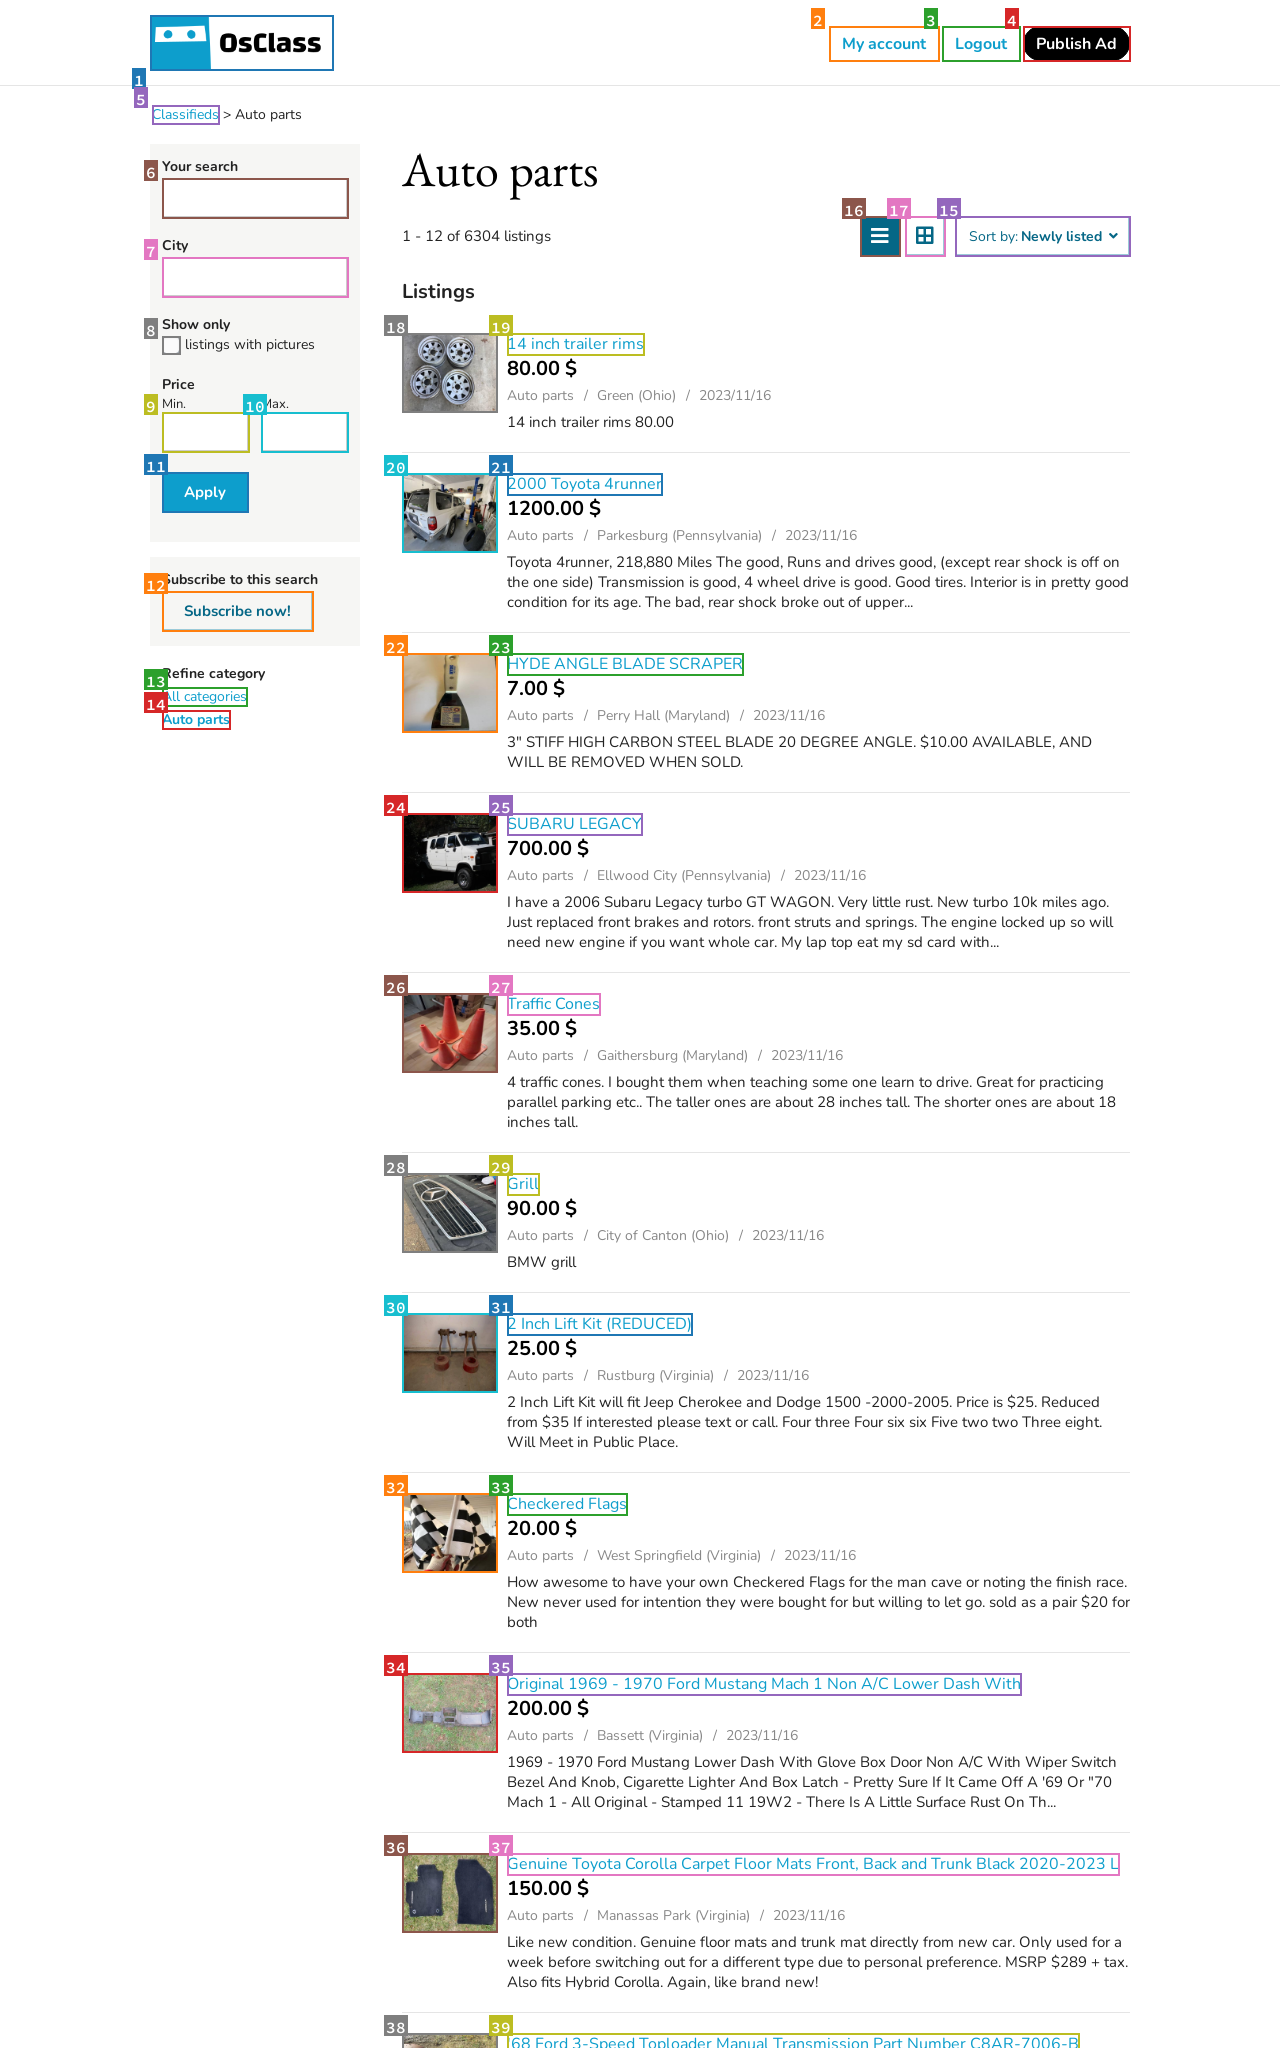 OsClass
My account
Logout
Publish Ad
Classifieds > Auto parts
Your search
City
Show only
listings with pictures
Price
Min.
Max.
Apply
Subscribe to this search
Subscribe now!
Refine category
All categories
Auto parts
Auto parts
1 - 12 of 6304 listings
Sort by: Newly listed
Listings
14 inch trailer rims
80.00 $
Auto parts / Green (Ohio) / 2023/11/16
14 inch trailer rims 80.00
2000 Toyota 4runner
1200.00 $
Auto parts / Parkesburg (Pennsylvania) / 2023/11/16
Toyota 4runner, 218,880 Miles The good, Runs and drives good, (except rear shock is off on
the one side) Transmission is good, 4 wheel drive is good. Good tires. Interior is in pretty good
condition for its age. The bad, rear shock broke out of upper...
HYDE ANGLE BLADE SCRAPER
7.00 $
Auto parts / Perry Hall (Maryland) / 2023/11/16
3" STIFF HIGH CARBON STEEL BLADE 20 DEGREE ANGLE. $10.00 AVAILABLE, AND
WILL BE REMOVED WHEN SOLD.
SUBARU LEGACY
700.00 $
Auto parts / Ellwood City (Pennsylvania) / 2023/11/16
I have a 2006 Subaru Legacy turbo GT WAGON. Very little rust. New turbo 10k miles ago.
Just replaced front brakes and rotors. front struts and springs. The engine locked up so will
need new engine if you want whole car. My lap top eat my sd card with...
Traffic Cones
35.00 $
Auto parts / Gaithersburg (Maryland) / 2023/11/16
4 traffic cones. I bought them when teaching some one learn to drive. Great for practicing
parallel parking etc.. The taller ones are about 28 inches tall. The shorter ones are about 18
inches tall.
Grill
90.00 $
Auto parts / City of Canton (Ohio) / 2023/11/16
BMW grill
2 Inch Lift Kit (REDUCED)
25.00 $
Auto parts / Rustburg (Virginia) / 2023/11/16
2 Inch Lift Kit will fit Jeep Cherokee and Dodge 1500 -2000-2005. Price is $25. Reduced
from $35 If interested please text or call. Four three Four six six Five two two Three eight.
Will Meet in Public Place.
Checkered Flags
20.00 $
Auto parts / West Springfield (Virginia) / 2023/11/16
How awesome to have your own Checkered Flags for the man cave or noting the finish race.
New never used for intention they were bought for but willing to let go. sold as a pair $20 for
both
Original 1969 - 1970 Ford Mustang Mach 1 Non A/C Lower Dash With
200.00 $
Auto parts / Bassett (Virginia) / 2023/11/16
1969 - 1970 Ford Mustang Lower Dash With Glove Box Door Non A/C With Wiper Switch
Bezel And Knob, Cigarette Lighter And Box Latch - Pretty Sure If It Came Off A '69 Or "70
Mach 1 - All Original - Stamped 11 19W2 - There Is A Little Surface Rust On Th...
Genuine Toyota Corolla Carpet Floor Mats Front, Back and Trunk Black 2020-2023 L
150.00 $
Auto parts / Manassas Park (Virginia) / 2023/11/16
Like new condition. Genuine floor mats and trunk mat directly from new car. Only used for a
week before switching out for a different type due to personal preference. MSRP $289 + tax.
Also fits Hybrid Corolla. Again, like brand new!
68 Ford 3-Speed Toploader Manual Transmission Part Number C8AR-7006-B
1
2
3
4
5
6
7
8
9
10
11
12
13
14
15
16
17
18
19
20
21
22
23
24
25
26
27
28
29
30
31
32
33
34
35
36
37
38
39